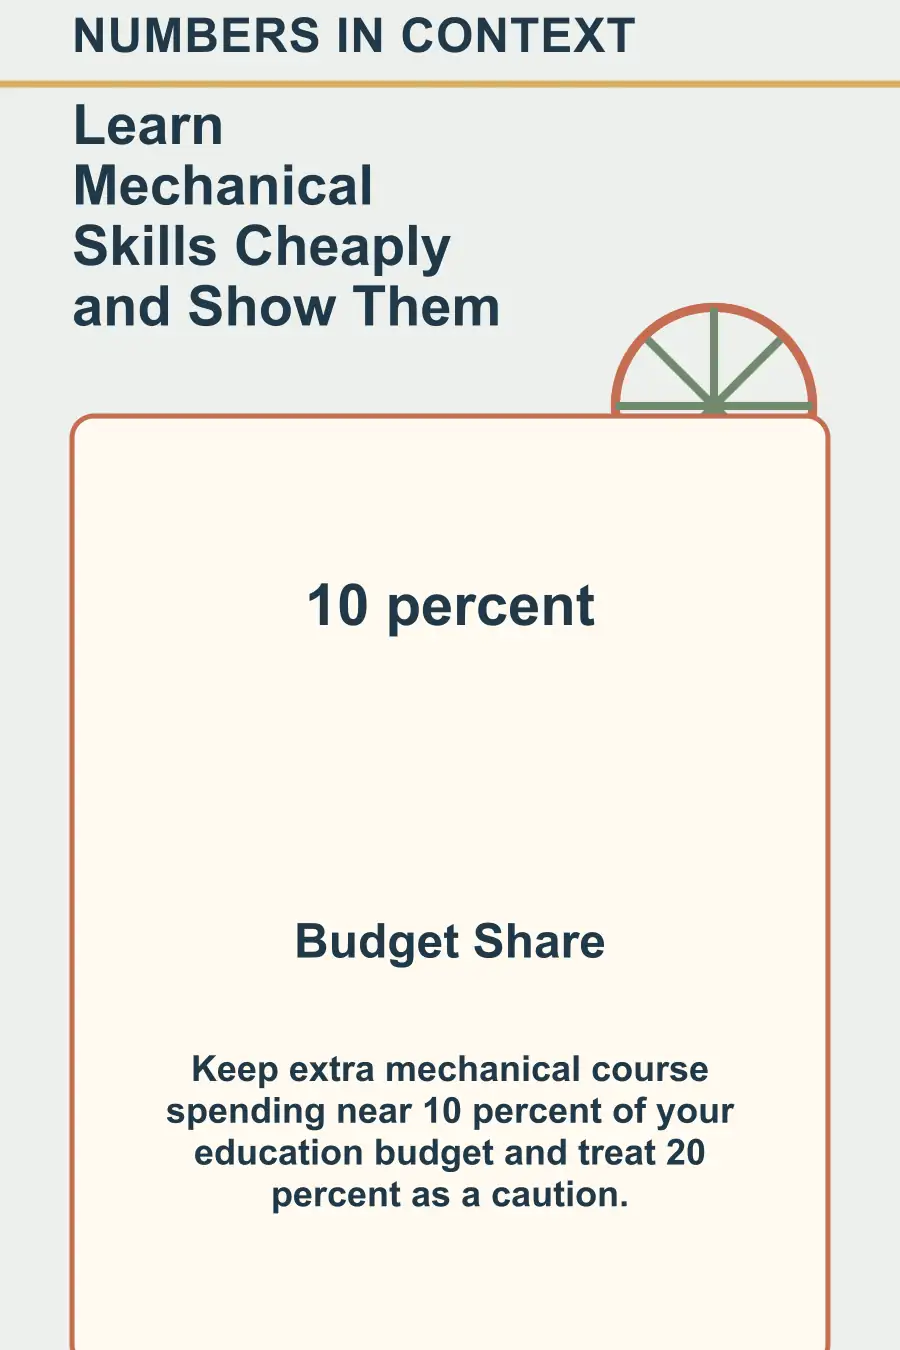 NUMBERS IN CONTEXT
Learn
Mechanical
Skills Cheaply
and Show Them
10 percent
Budget Share
Keep extra mechanical course
spending near 10 percent of your
education budget and treat 20
percent as a caution.